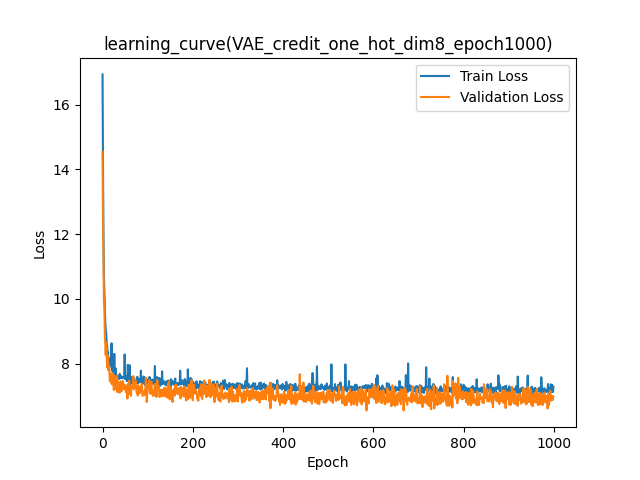 learning_curve(VAE_credit_one_hot_dim8_epoch1000)
Train Loss
Validation Loss
16
14
12
10
8
Loss
0 200 400 600 800 1000
Epoch